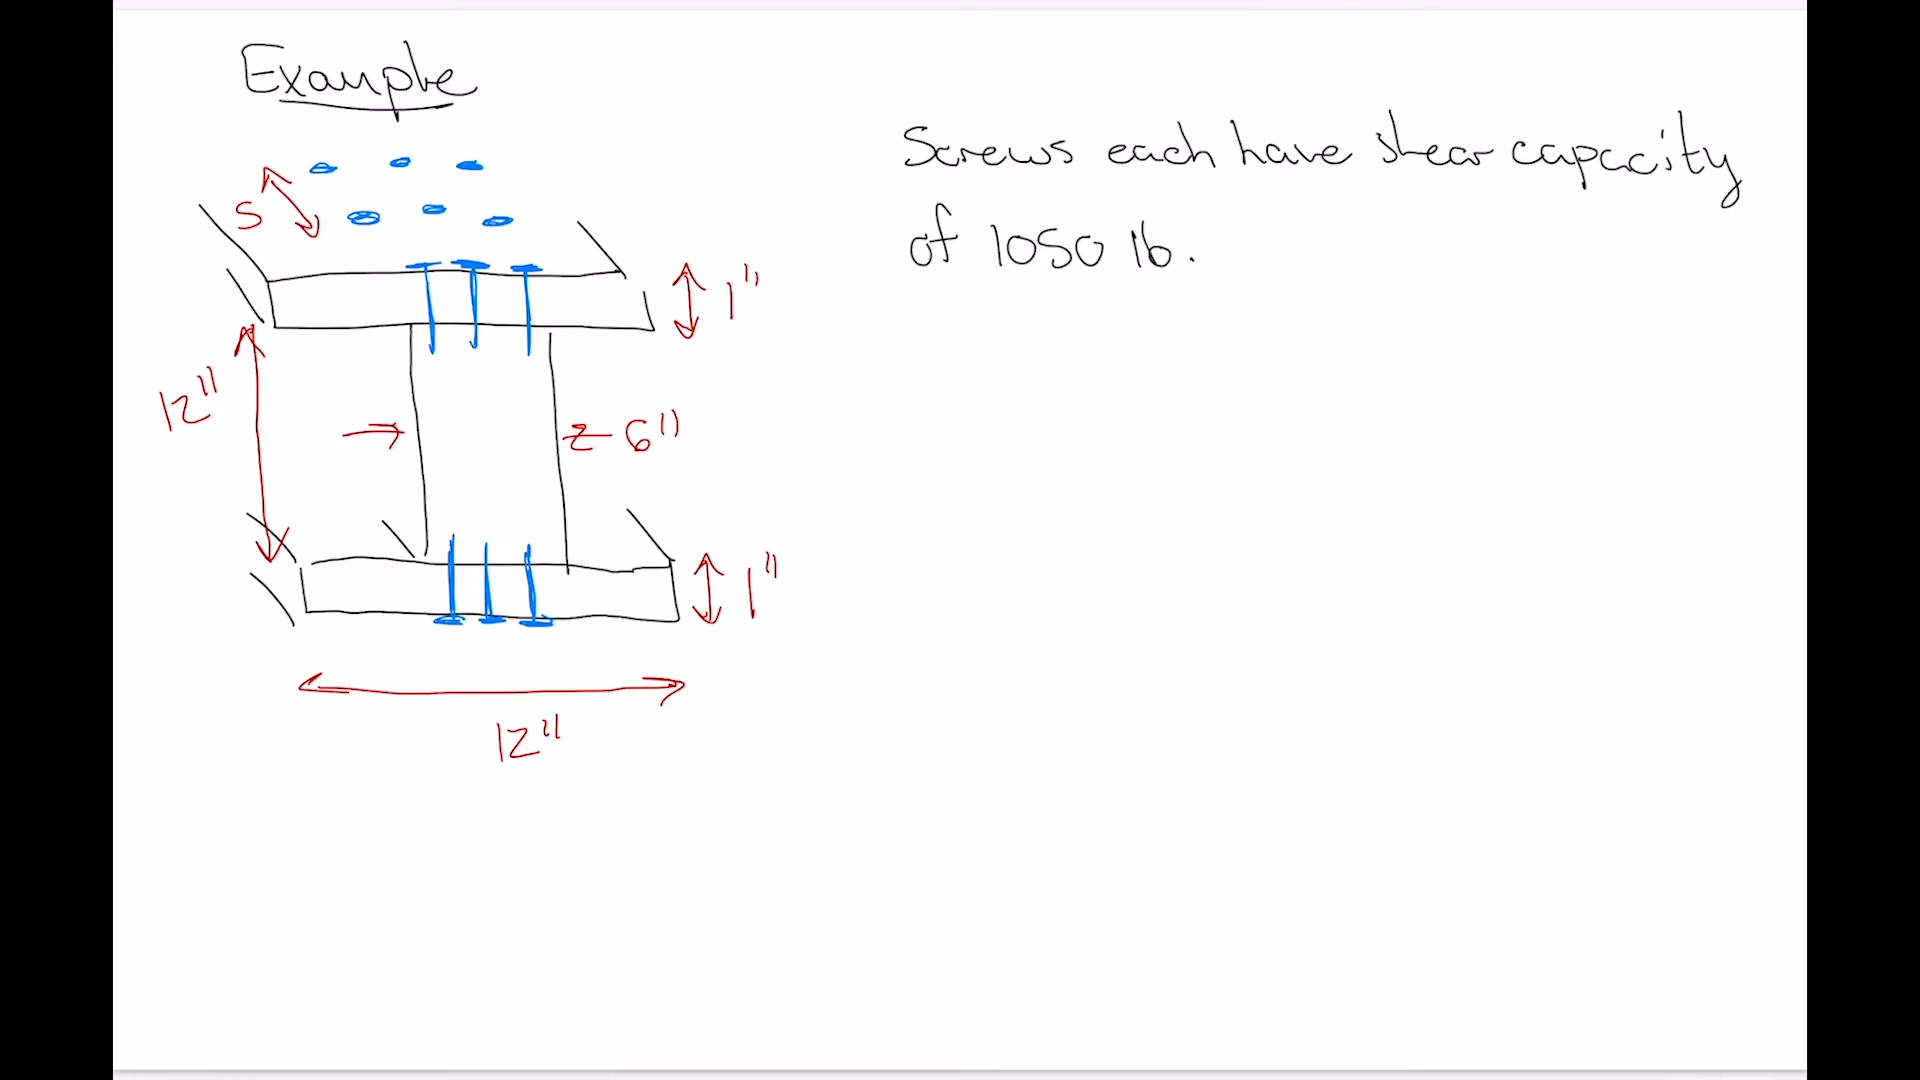 Example
Screws each have shear capacity
of 1050 lb.
S
1"
12"
6"
1"
12"